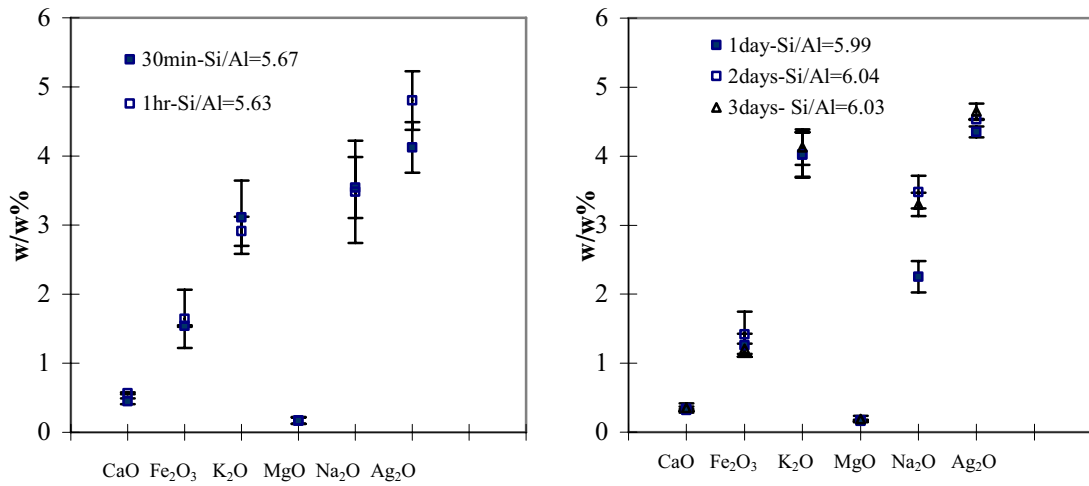 6
5
4
3
2
1
0
w/w%
30min-Si/Al=5.67
1hr-Si/Al=5.63
CaO Fe₂O₃ K₂O MgO Na₂O Ag₂O
6
5
4
3
2
1
0
w/w%
1day-Si/Al=5.99
2days-Si/Al=6.04
3days- Si/Al=6.03
CaO Fe₂O₃ K₂O MgO Na₂O Ag₂O